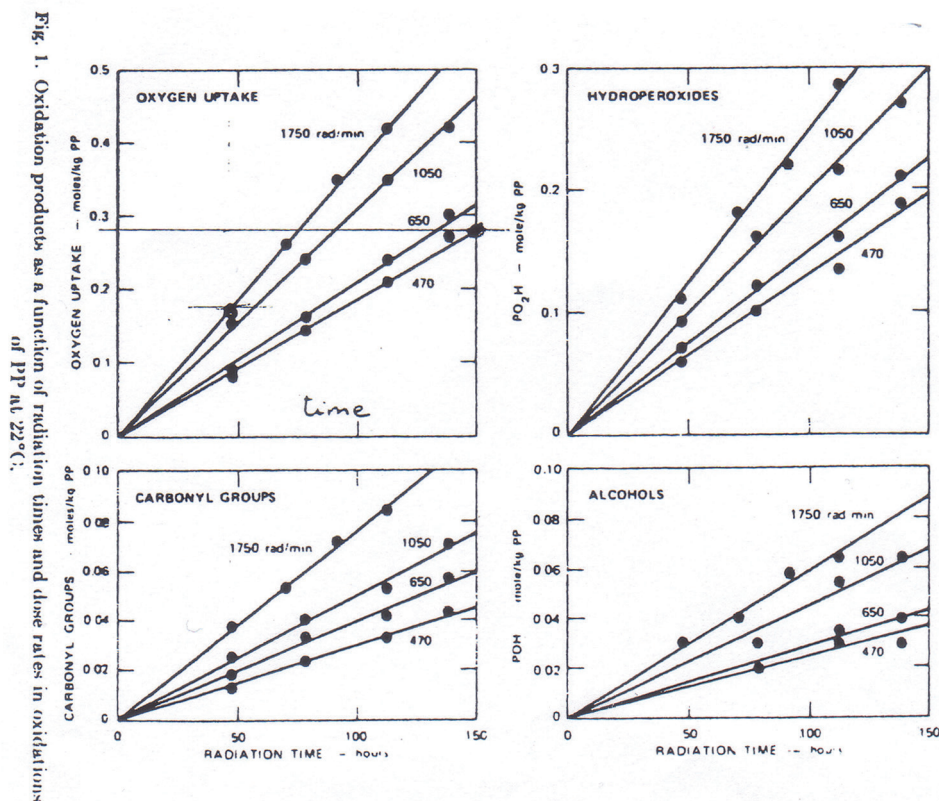 Fig. 1. Oxidation products as a function of radiation times and dose rates in oxidations
of PP at 22°C.
OXYGEN UPTAKE
OXYGEN UPTAKE – moles/kg PP
0.5
0.4
0.3
0.2
0.1
0
1750 rad/min
1050
650
470
time
0
50
100
150
HYDROPEROXIDES
PO2H – mole/kg PP
0.3
0.2
0.1
0
1750 rad/min
1050
650
470
CARBONYL GROUPS
CARBONYL GROUPS moles/kg PP
0.10
0.08
0.06
0.04
0.02
0
1750 rad/min
1050
650
470
0
50
100
150
RADIATION TIME – hours
ALCOHOLS
POH mole/kg PP
0.10
0.08
0.06
0.04
0.02
0
1750 rad/min
1050
650
470
0
50
100
150
RADIATION TIME – hours